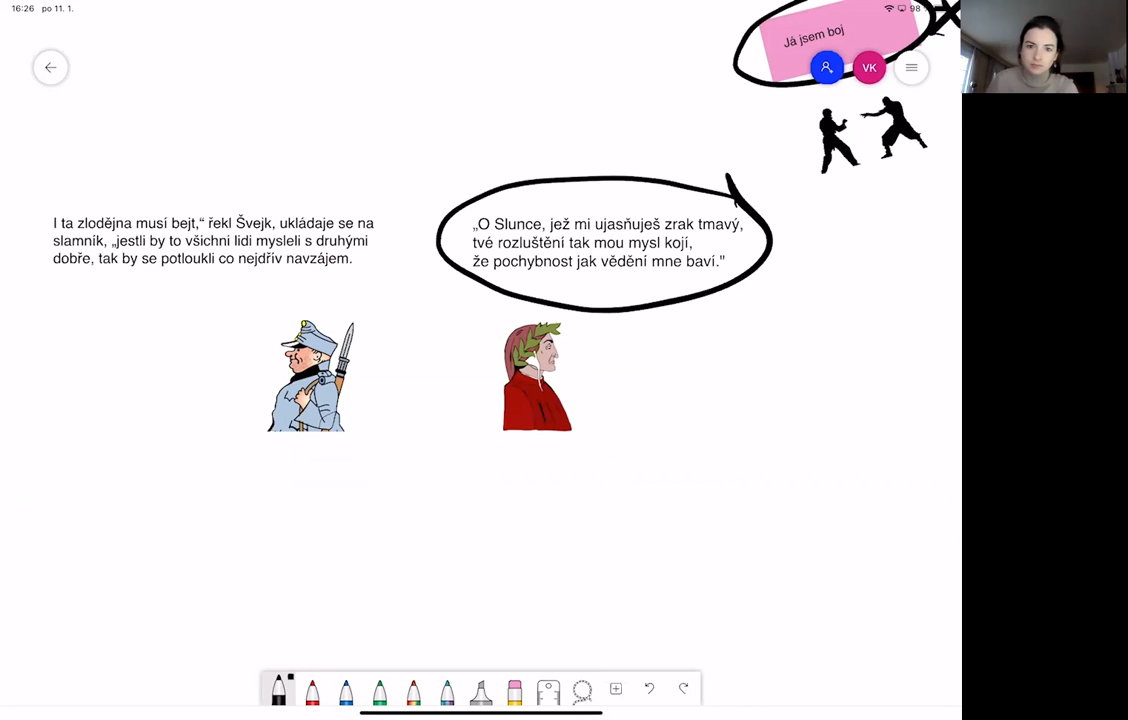 16:26 po 11. 1.
98
Já jsem boj
VK
I ta zlodějna musí bejt,“ řekl Švejk, ukládaje se na
slamník, „jestli by to všichni lidi mysleli s druhými
dobře, tak by se potloukli co nejdřív navzájem.
„O Slunce, jež mi ujasňuješ zrak tmavý,
tvé rozluštění tak mou mysl kojí,
že pochybnost jak vědění mne baví."